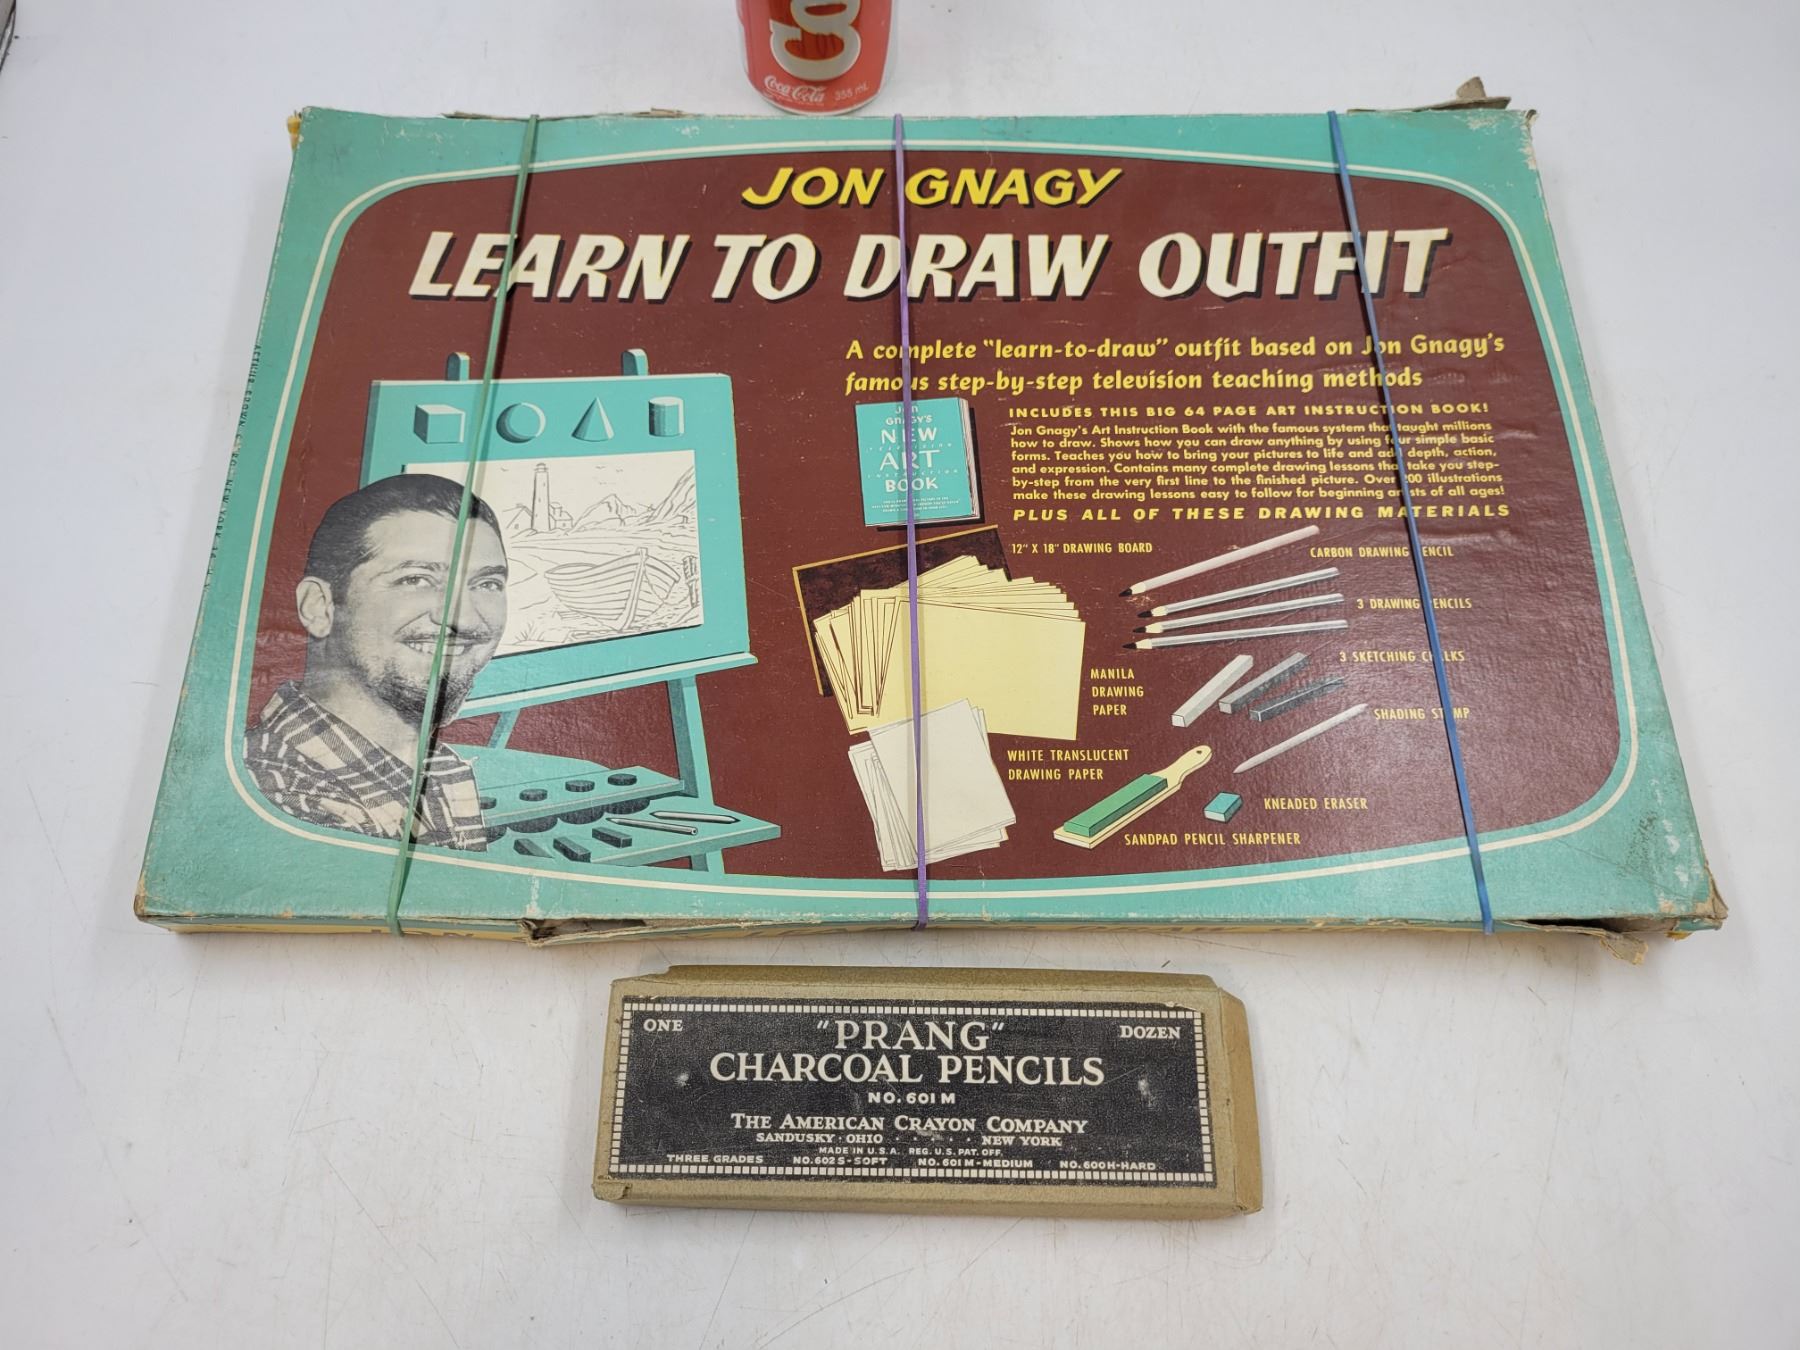 Coca-Cola 355 mL
JON GNAGY
LEARN TO DRAW OUTFIT
A complete "learn-to-draw" outfit based on Jon Gnagy's
famous step-by-step television teaching methods
JON
GNAGY'S
NEW
ART
BOOK
INCLUDES THIS BIG 64 PAGE ART INSTRUCTION BOOK!
Jon Gnagy's Art Instruction Book with the famous system that taught millions
how to draw. Shows how you can draw anything by using four simple basic
forms. Teaches you how to bring your pictures to life and add depth, action,
and expression. Contains many complete drawing lessons that take you step-
by-step from the very first line to the finished picture. Over 200 illustrations
make these drawing lessons easy to follow for beginning artists of all ages!
PLUS ALL OF THESE DRAWING MATERIALS
12" X 18" DRAWING BOARD
CARBON DRAWING PENCIL
3 DRAWING PENCILS
3 SKETCHING CHALKS
MANILA
DRAWING
PAPER
SHADING STUMP
WHITE TRANSLUCENT
DRAWING PAPER
KNEADED ERASER
SANDPAD PENCIL SHARPENER
ONE
"PRANG"
DOZEN
CHARCOAL PENCILS
NO. 601 M
THE AMERICAN CRAYON COMPANY
SANDUSKY · OHIO · · · · · NEW YORK
MADE IN U.S.A. REG. U.S. PAT. OFF.
THREE GRADES NO. 602 S - SOFT NO. 601 M - MEDIUM NO. 600 H - HARD